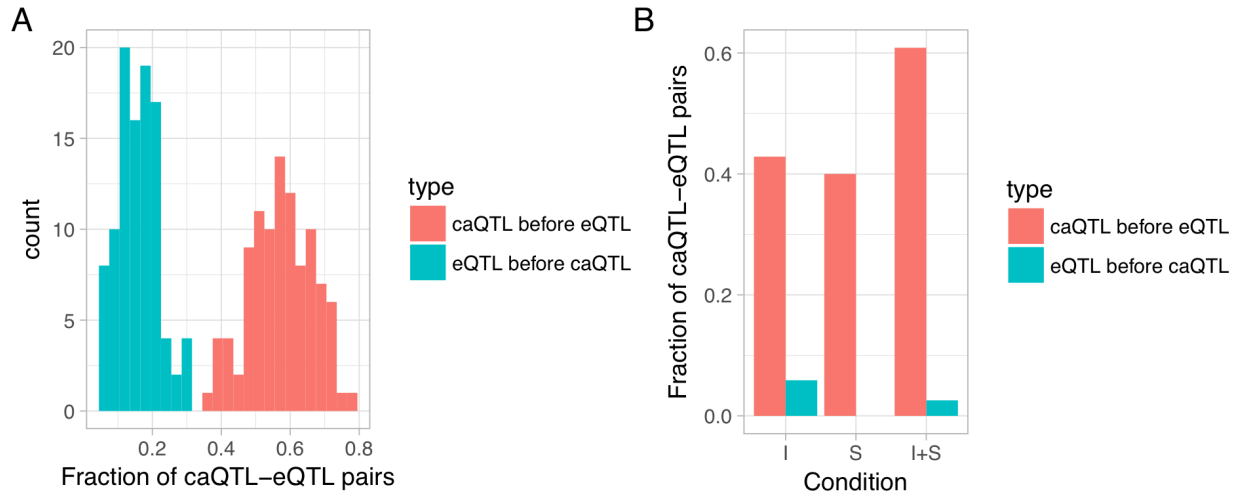 A
count
20
15
10
5
0
0.2 0.4 0.6 0.8
Fraction of caQTL−eQTL pairs
type
caQTL before eQTL
eQTL before caQTL
B
Fraction of caQTL−eQTL pairs
0.6
0.4
0.2
0.0
I S I+S
Condition
type
caQTL before eQTL
eQTL before caQTL